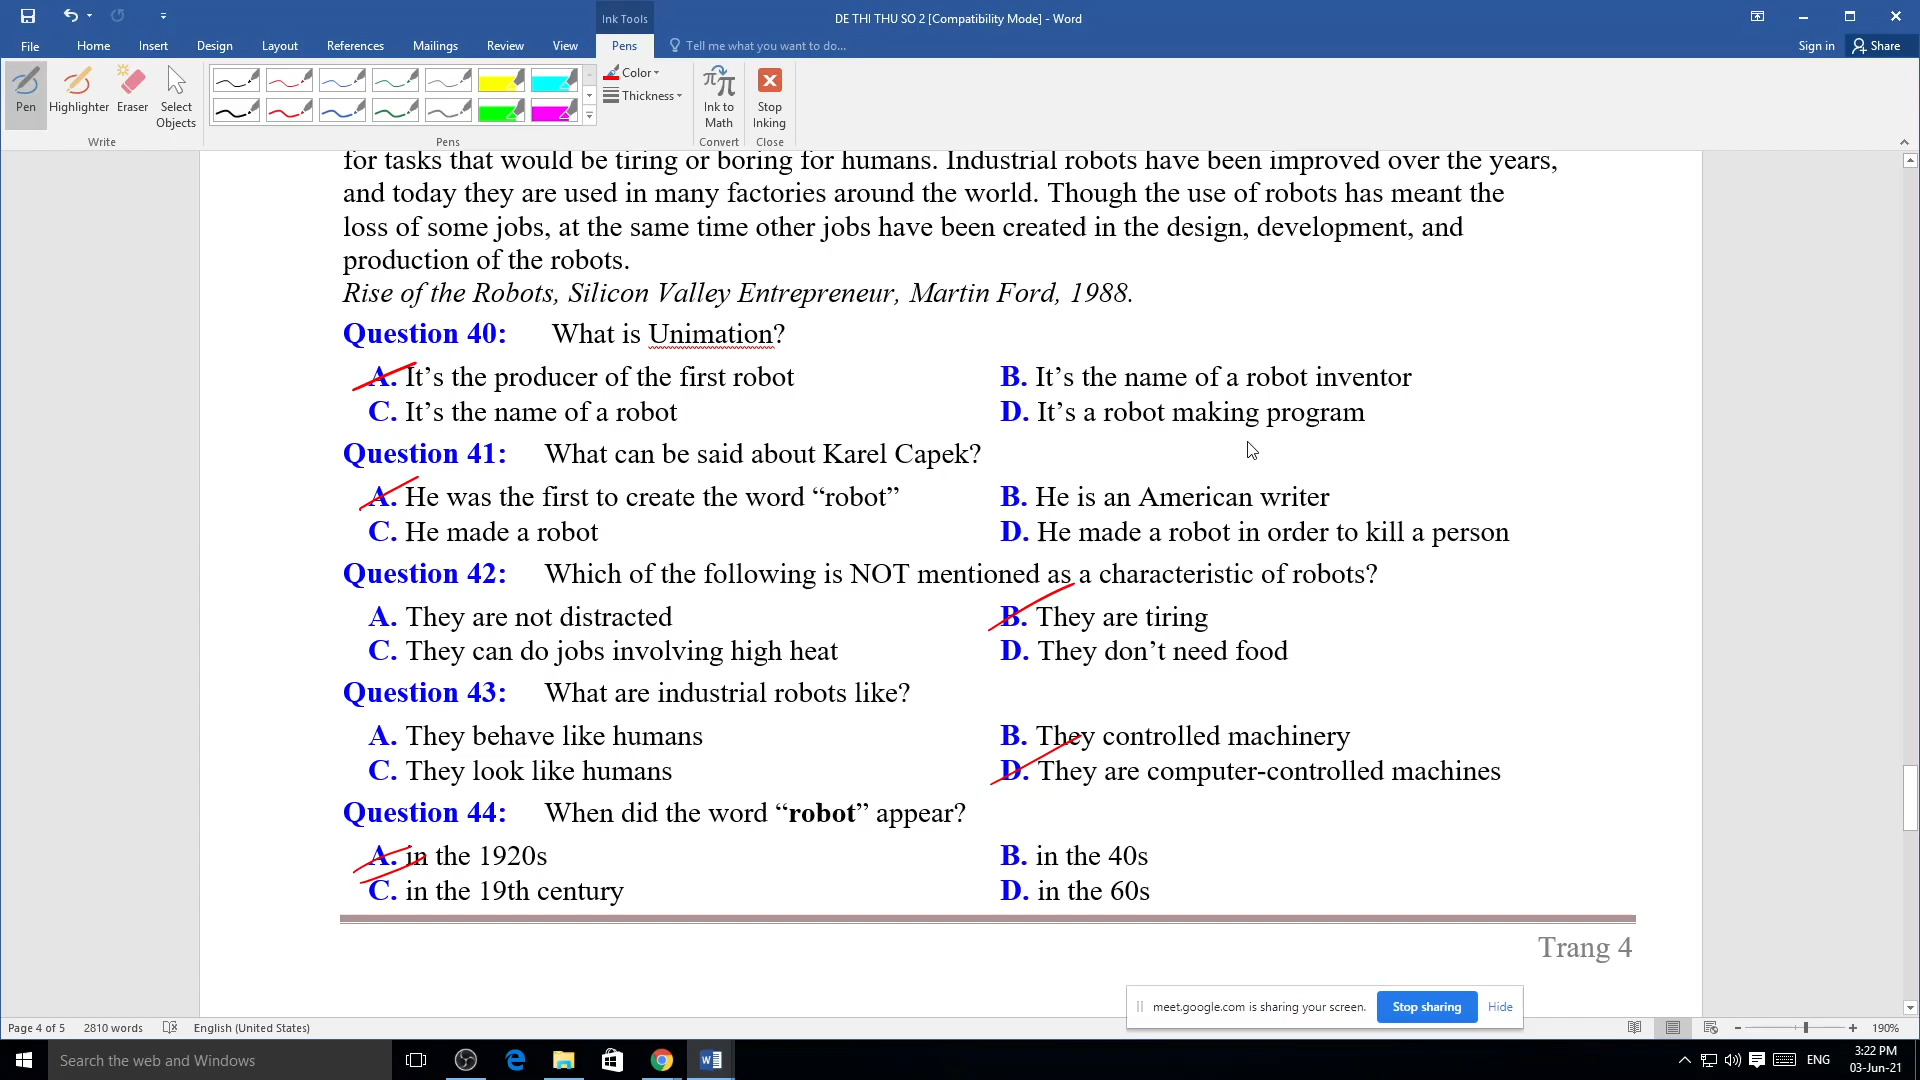 DE THI THU SO 2 [Compatibility Mode] - Word
Ink Tools
File Home Insert Design Layout References Mailings Review View Pens Tell me what you want to do... Sign in Share
Pen Highlighter Eraser Select Objects
Color
Thickness
Ink to Math
Stop Inking
Write Pens Convert Close
for tasks that would be tiring or boring for humans. Industrial robots have been improved over the years,
and today they are used in many factories around the world. Though the use of robots has meant the
loss of some jobs, at the same time other jobs have been created in the design, development, and
production of the robots.
Rise of the Robots, Silicon Valley Entrepreneur, Martin Ford, 1988.
Question 40: What is Unimation?
A. It’s the producer of the first robot B. It’s the name of a robot inventor
C. It’s the name of a robot D. It’s a robot making program
Question 41: What can be said about Karel Capek?
A. He was the first to create the word “robot” B. He is an American writer
C. He made a robot D. He made a robot in order to kill a person
Question 42: Which of the following is NOT mentioned as a characteristic of robots?
A. They are not distracted B. They are tiring
C. They can do jobs involving high heat D. They don’t need food
Question 43: What are industrial robots like?
A. They behave like humans B. They controlled machinery
C. They look like humans D. They are computer-controlled machines
Question 44: When did the word “robot” appear?
A. in the 1920s B. in the 40s
C. in the 19th century D. in the 60s
Trang 4
meet.google.com is sharing your screen. Stop sharing Hide
Page 4 of 5 2810 words English (United States) 190%
Search the web and Windows ENG 3:22 PM
03-Jun-21